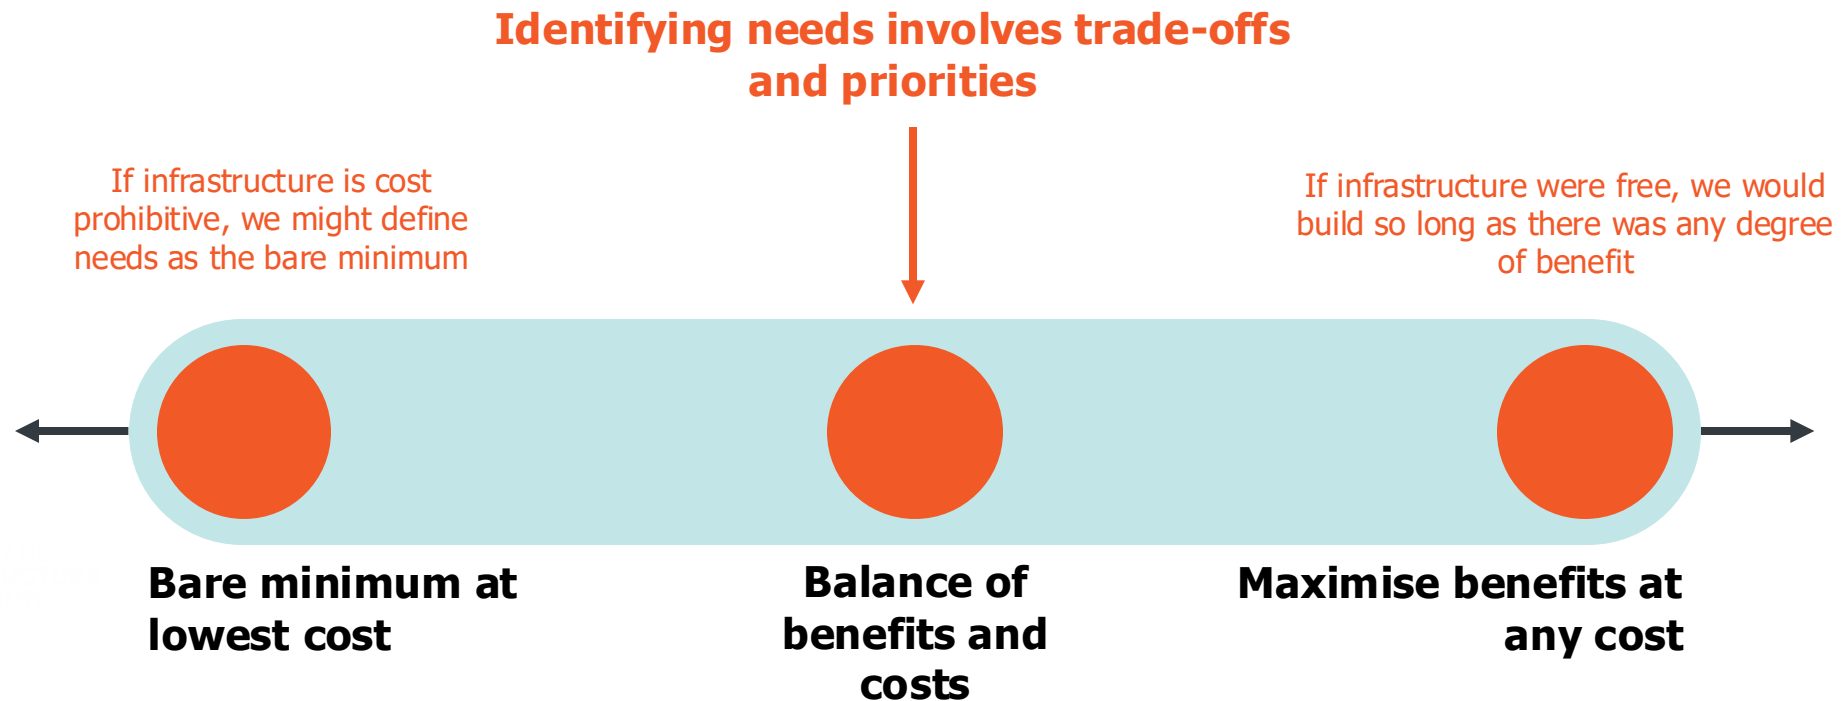 Identifying needs involves trade-offs
and priorities
If infrastructure is cost
prohibitive, we might define
needs as the bare minimum
If infrastructure were free, we would
build so long as there was any degree
of benefit
Bare minimum at
lowest cost
Balance of
benefits and
costs
Maximise benefits at
any cost